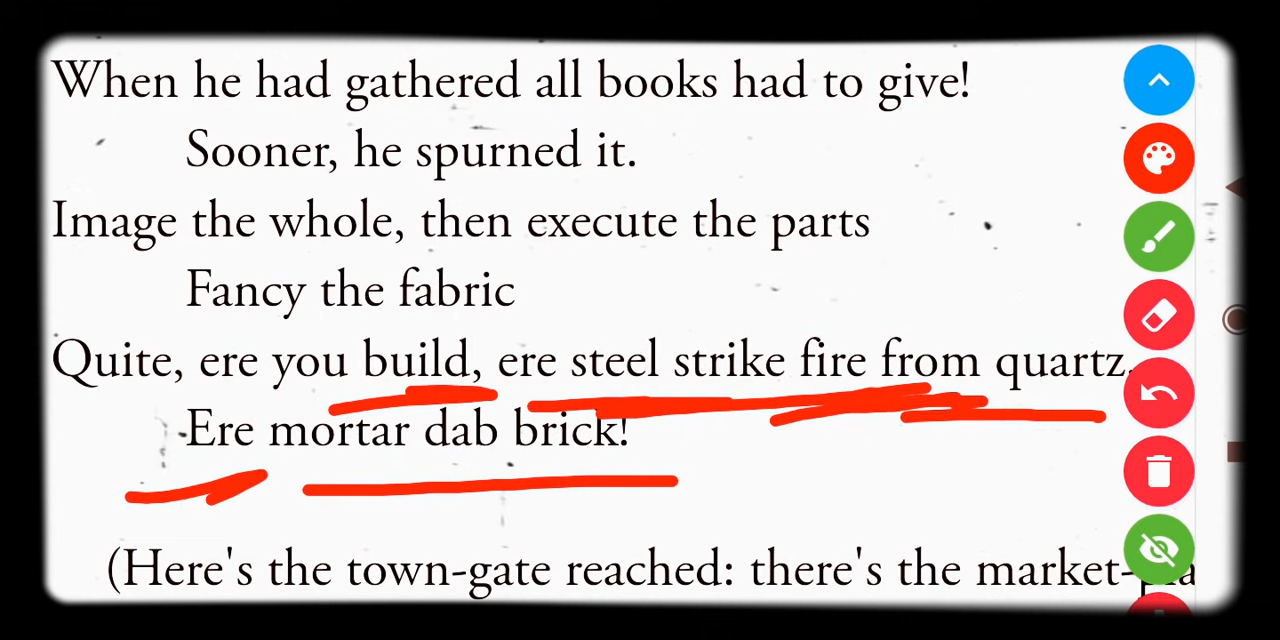 When he had gathered all books had to give!
Sooner, he spurned it.
Image the whole, then execute the parts
Fancy the fabric
Quite, ere you build, ere steel strike fire from quartz,
Ere mortar dab brick!
(Here's the town-gate reached: there's the market-